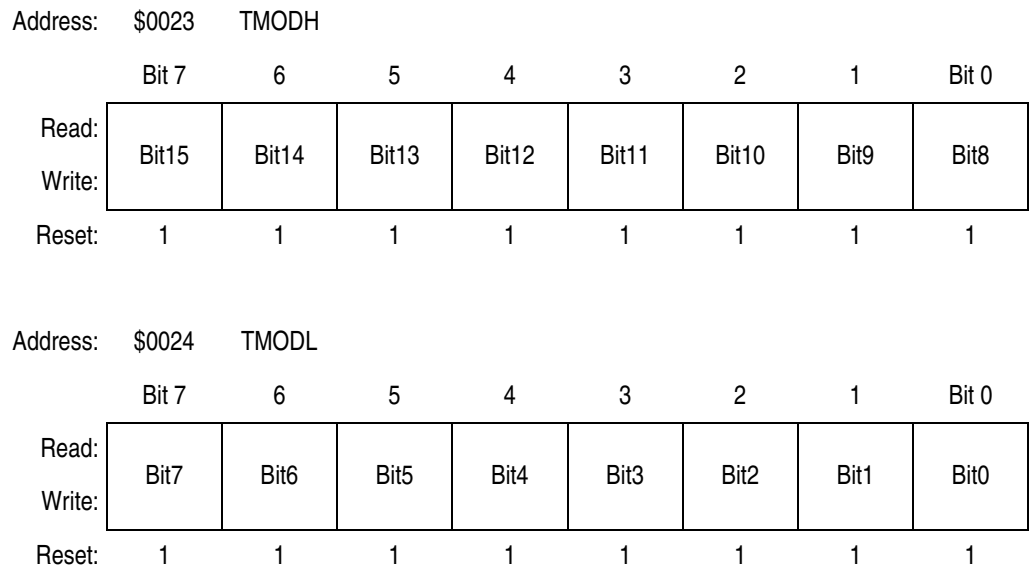 Address: $0023 TMODH
Bit 7 6 5 4 3 2 1 Bit 0
Read:
Bit15 Bit14 Bit13 Bit12 Bit11 Bit10 Bit9 Bit8
Write:
Reset: 1 1 1 1 1 1 1 1
Address: $0024 TMODL
Bit 7 6 5 4 3 2 1 Bit 0
Read:
Bit7 Bit6 Bit5 Bit4 Bit3 Bit2 Bit1 Bit0
Write:
Reset: 1 1 1 1 1 1 1 1